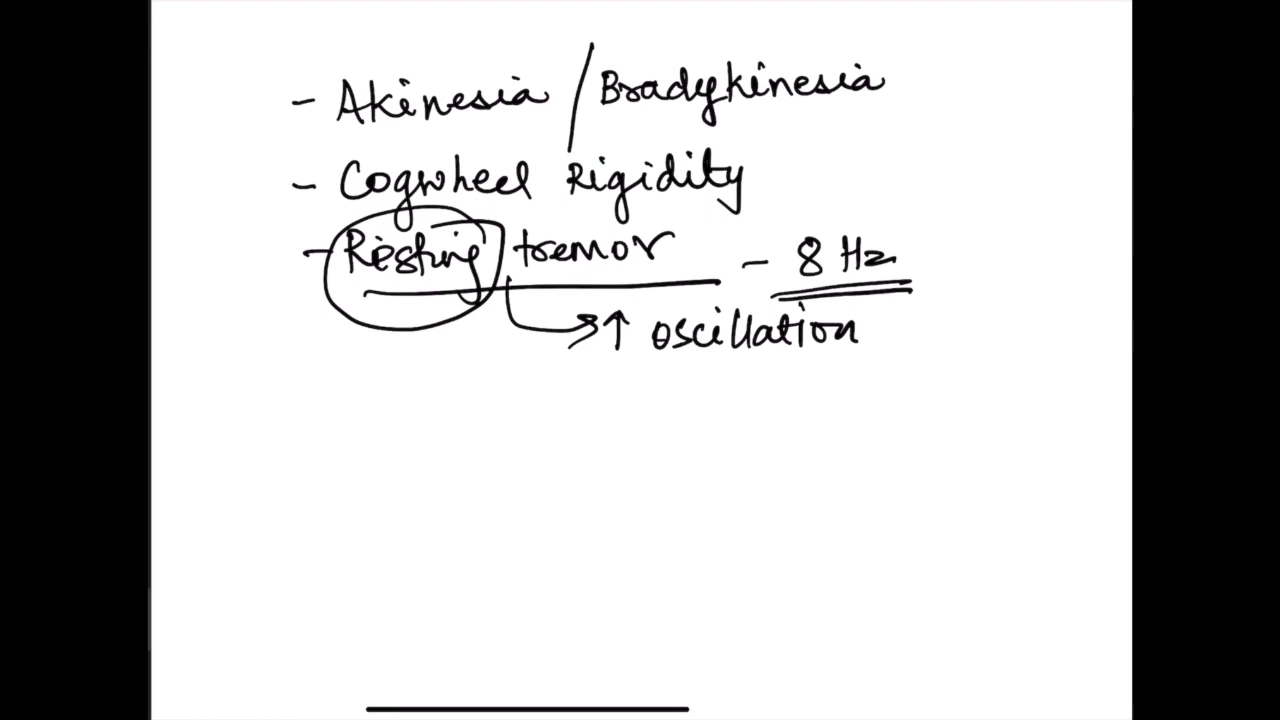 - Akinesia / Bradykinesia
- Cogwheel Rigidity
- Resting tremor - 8 Hz
→ ↑ oscillation